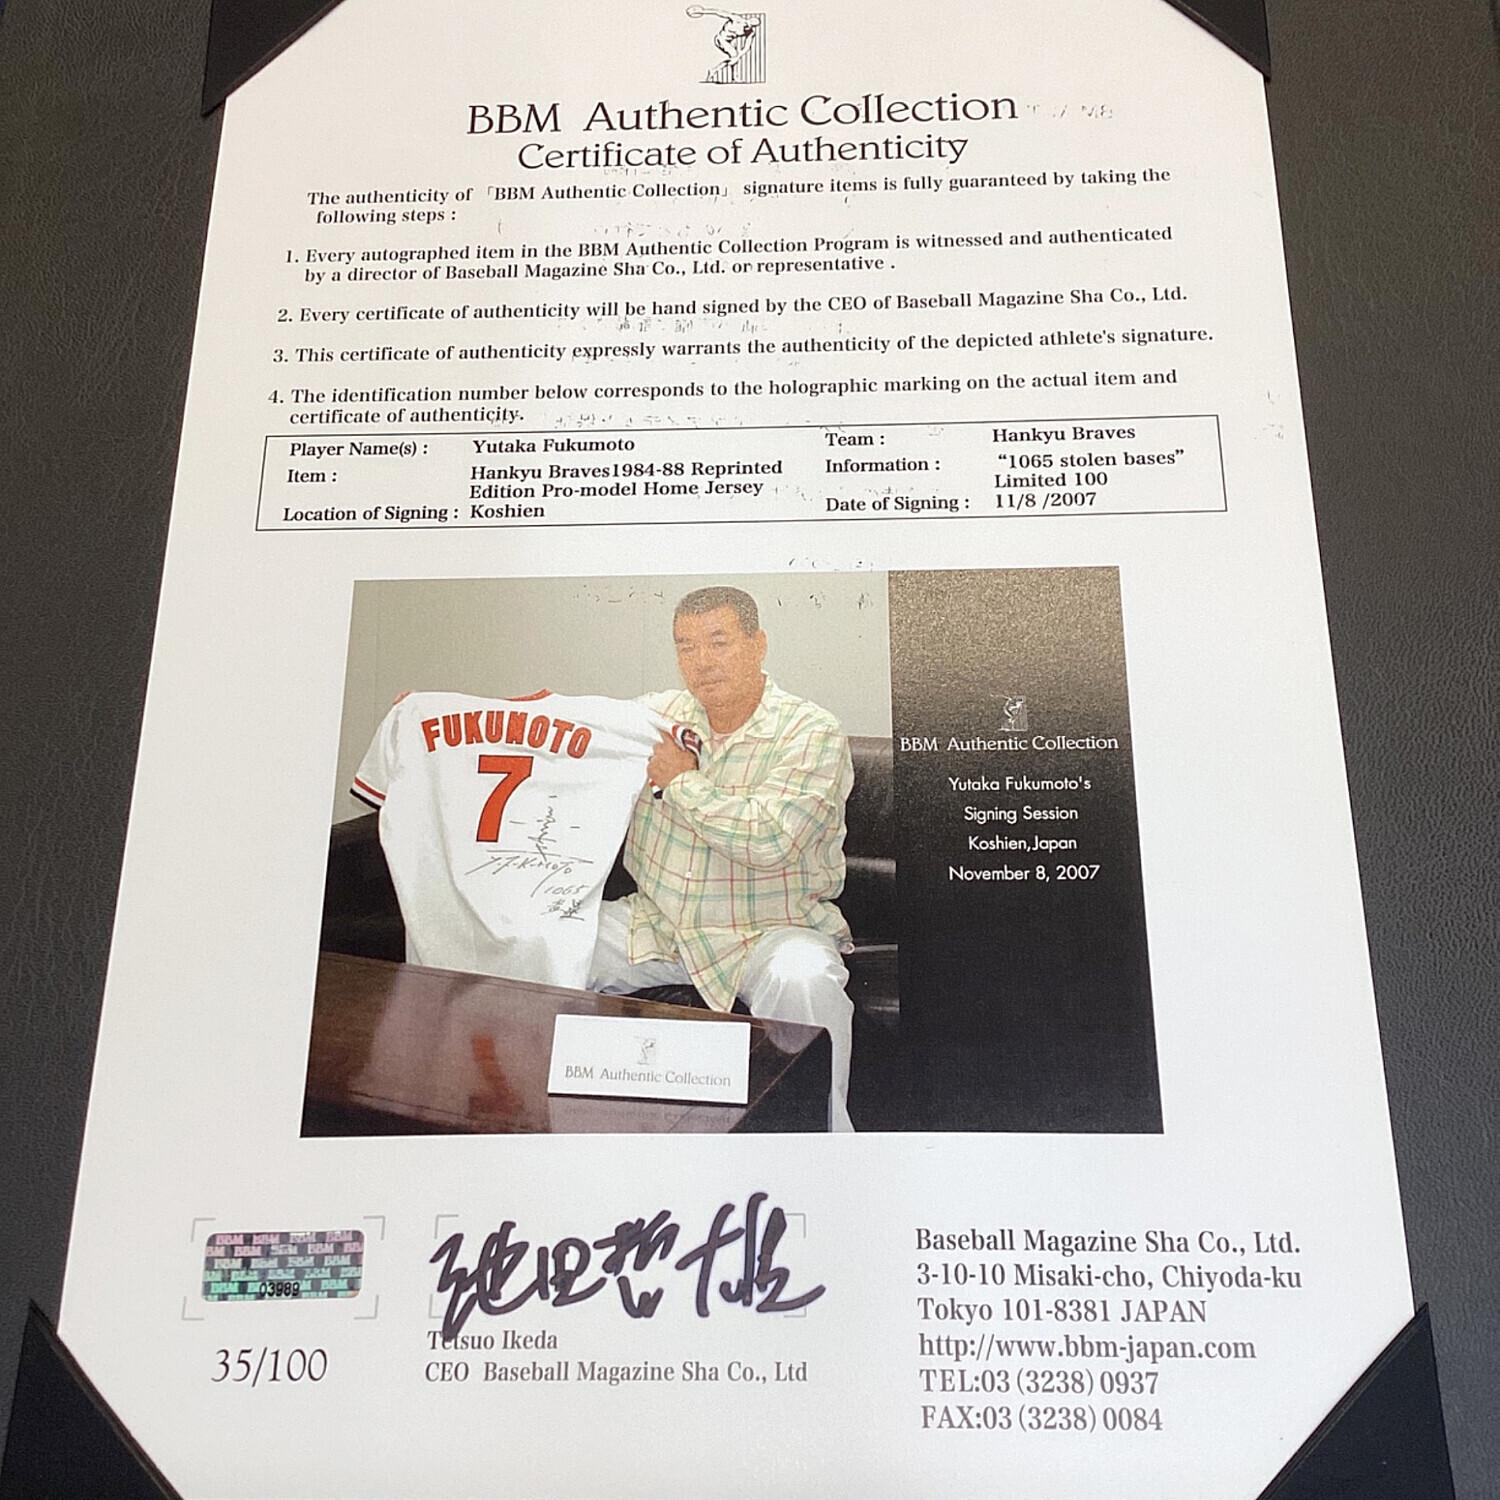 BBM Authentic Collection
Certificate of Authenticity
The authenticity of 「BBM Authentic Collection」 signature items is fully guaranteed by taking the
following steps :
1. Every autographed item in the BBM Authentic Collection Program is witnessed and authenticated
by a director of Baseball Magazine Sha Co., Ltd. or representative .
2. Every certificate of authenticity will be hand signed by the CEO of Baseball Magazine Sha Co., Ltd.
3. This certificate of authenticity expressly warrants the authenticity of the depicted athlete's signature.
4. The identification number below corresponds to the holographic marking on the actual item and
certificate of authenticity.
Player Name(s) : Yutaka Fukumoto Team : Hankyu Braves
Item : Hankyu Braves1984-88 Reprinted Information : "1065 stolen bases"
Edition Pro-model Home Jersey Limited 100
Location of Signing : Koshien Date of Signing : 11/8 /2007
FUKUMOTO
7
1065
BBM Authentic Collection
Yutaka Fukumoto's
Signing Session
Koshien,Japan
November 8, 2007
BBM Authentic Collection
BBM 03989
35/100
池田哲雄
Tetsuo Ikeda
CEO Baseball Magazine Sha Co., Ltd
Baseball Magazine Sha Co., Ltd.
3-10-10 Misaki-cho, Chiyoda-ku
Tokyo 101-8381 JAPAN
http://www.bbm-japan.com
TEL:03 (3238) 0937
FAX:03 (3238) 0084